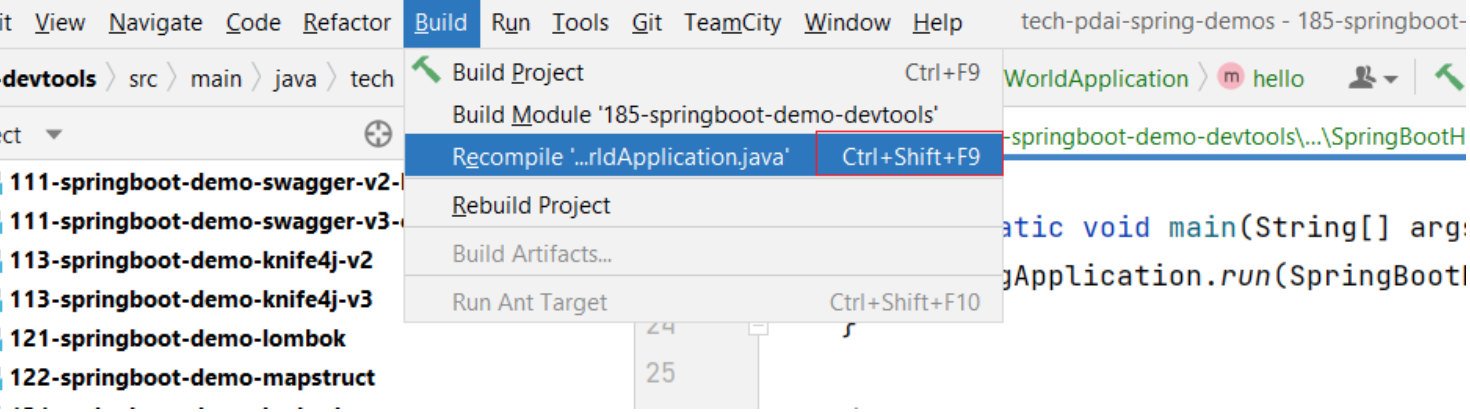 it View Navigate Code Refactor Build Run Tools Git TeamCity Window Help tech-pdai-spring-demos - 185-springboot-
-devtools src main java tech
WorldApplication m hello
Build Project Ctrl+F9
Build Module '185-springboot-demo-devtools'
Recompile '...rldApplication.java' Ctrl+Shift+F9
Rebuild Project
Build Artifacts...
Run Ant Target Ctrl+Shift+F10
ect
-springboot-demo-devtools\...\SpringBootH
111-springboot-demo-swagger-v2-
111-springboot-demo-swagger-v3-
113-springboot-demo-knife4j-v2
113-springboot-demo-knife4j-v3
121-springboot-demo-lombok
122-springboot-demo-mapstruct
atic void main(String[] args
gApplication.run(SpringBootH
24 }
25